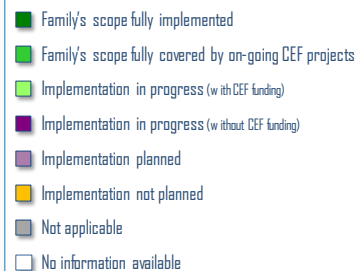 Family's scope fully implemented
Family's scope fully covered by on-going CEF projects
Implementation in progress (with CEF funding)
Implementation in progress (without CEF funding)
Implementation planned
Implementation not planned
Not applicable
No information available